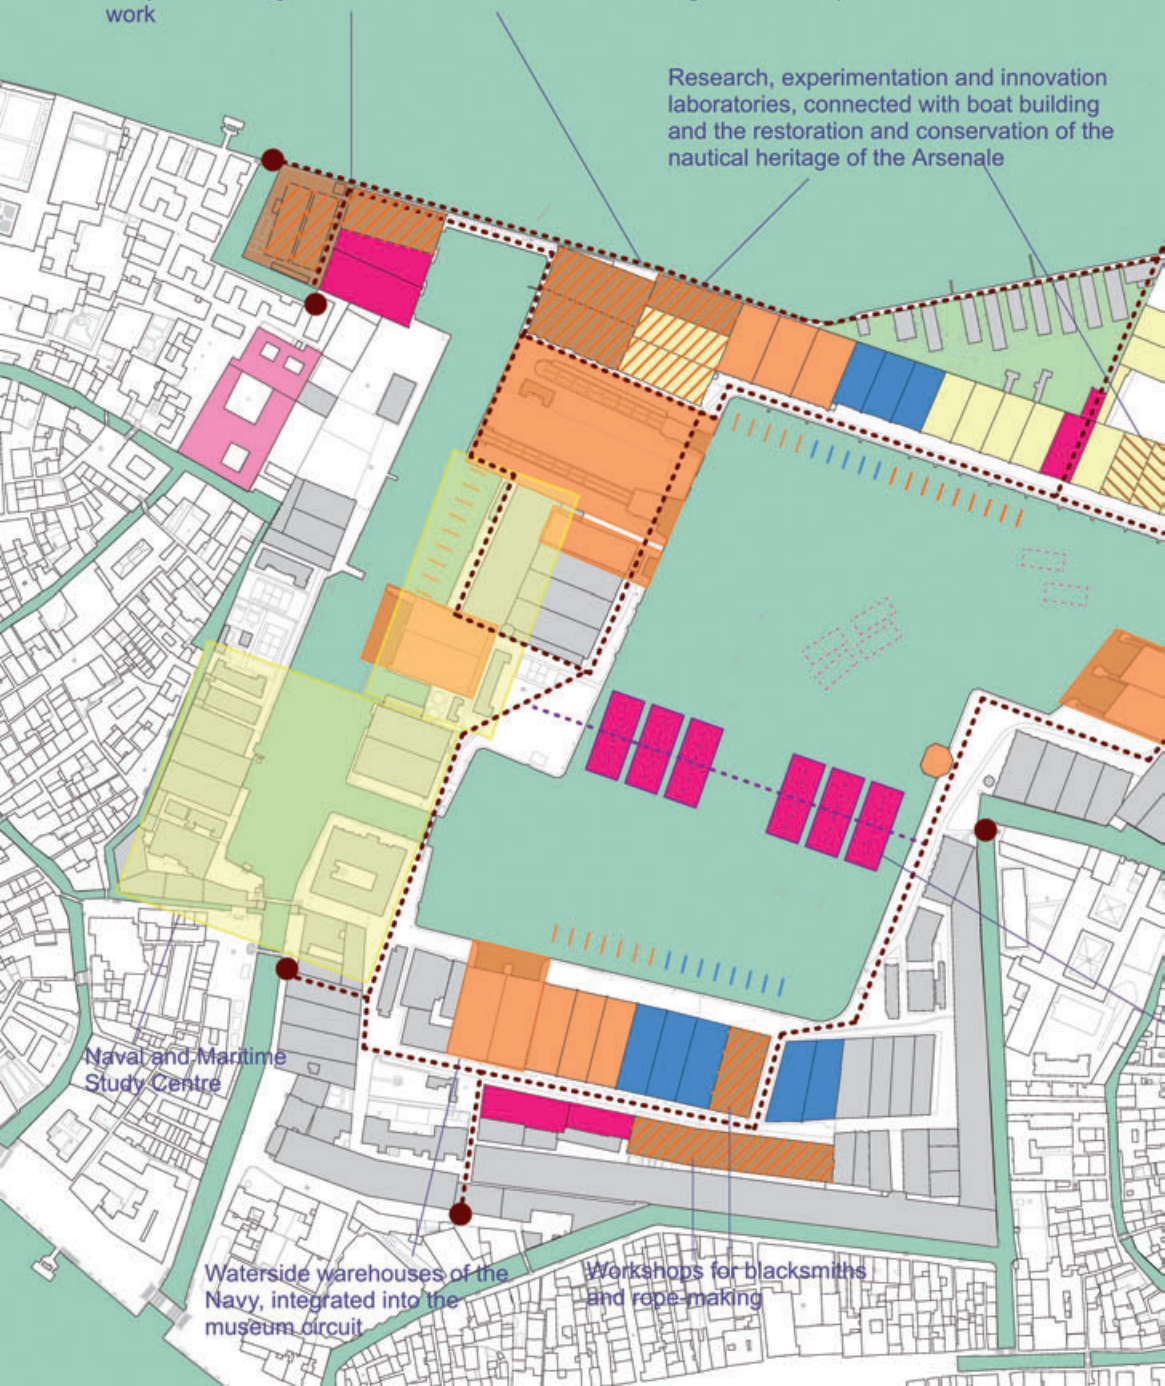 work
Research, experimentation and innovation
laboratories, connected with boat building
and the restoration and conservation of the
nautical heritage of the Arsenale
Naval and Maritime
Study Centre
Waterside warehouses of the
Navy, integrated into the
museum circuit
Workshops for blacksmiths
and rope-making